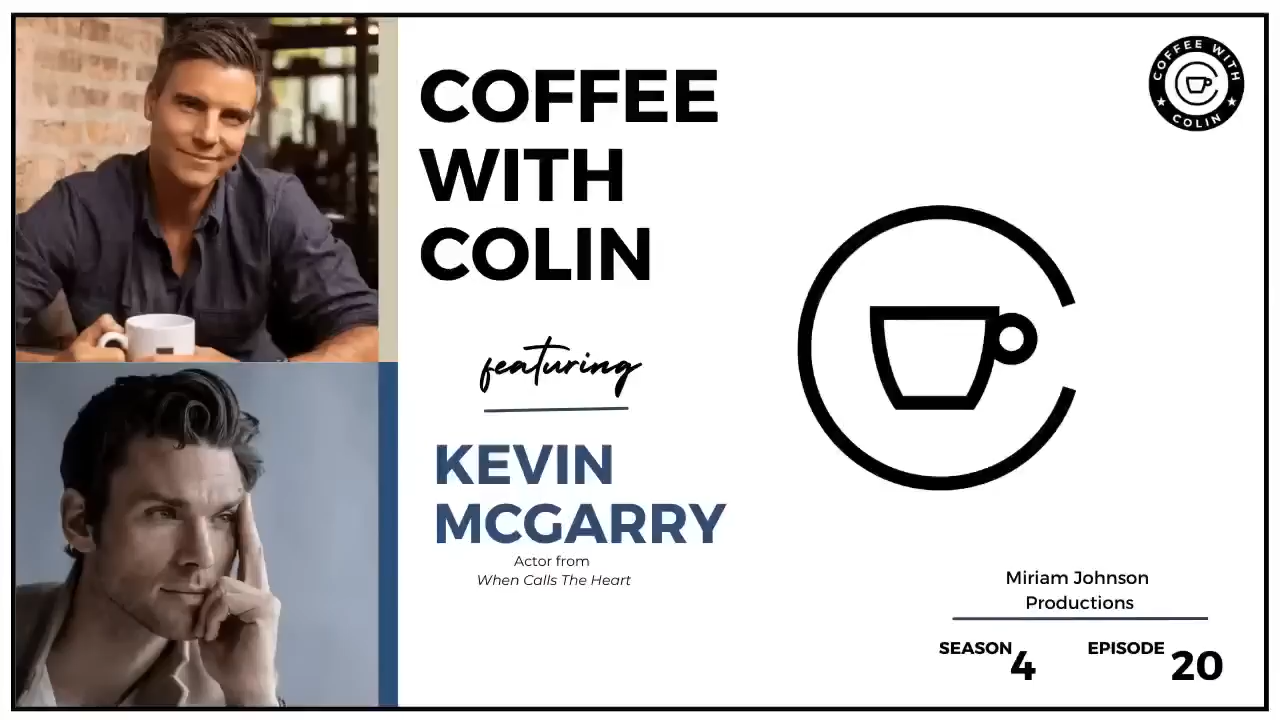 COFFEE
WITH
COLIN
featuring
KEVIN
MCGARRY
Actor from
When Calls The Heart
COFFEE WITH
COLIN
Miriam Johnson
Productions
SEASON 4 EPISODE 20